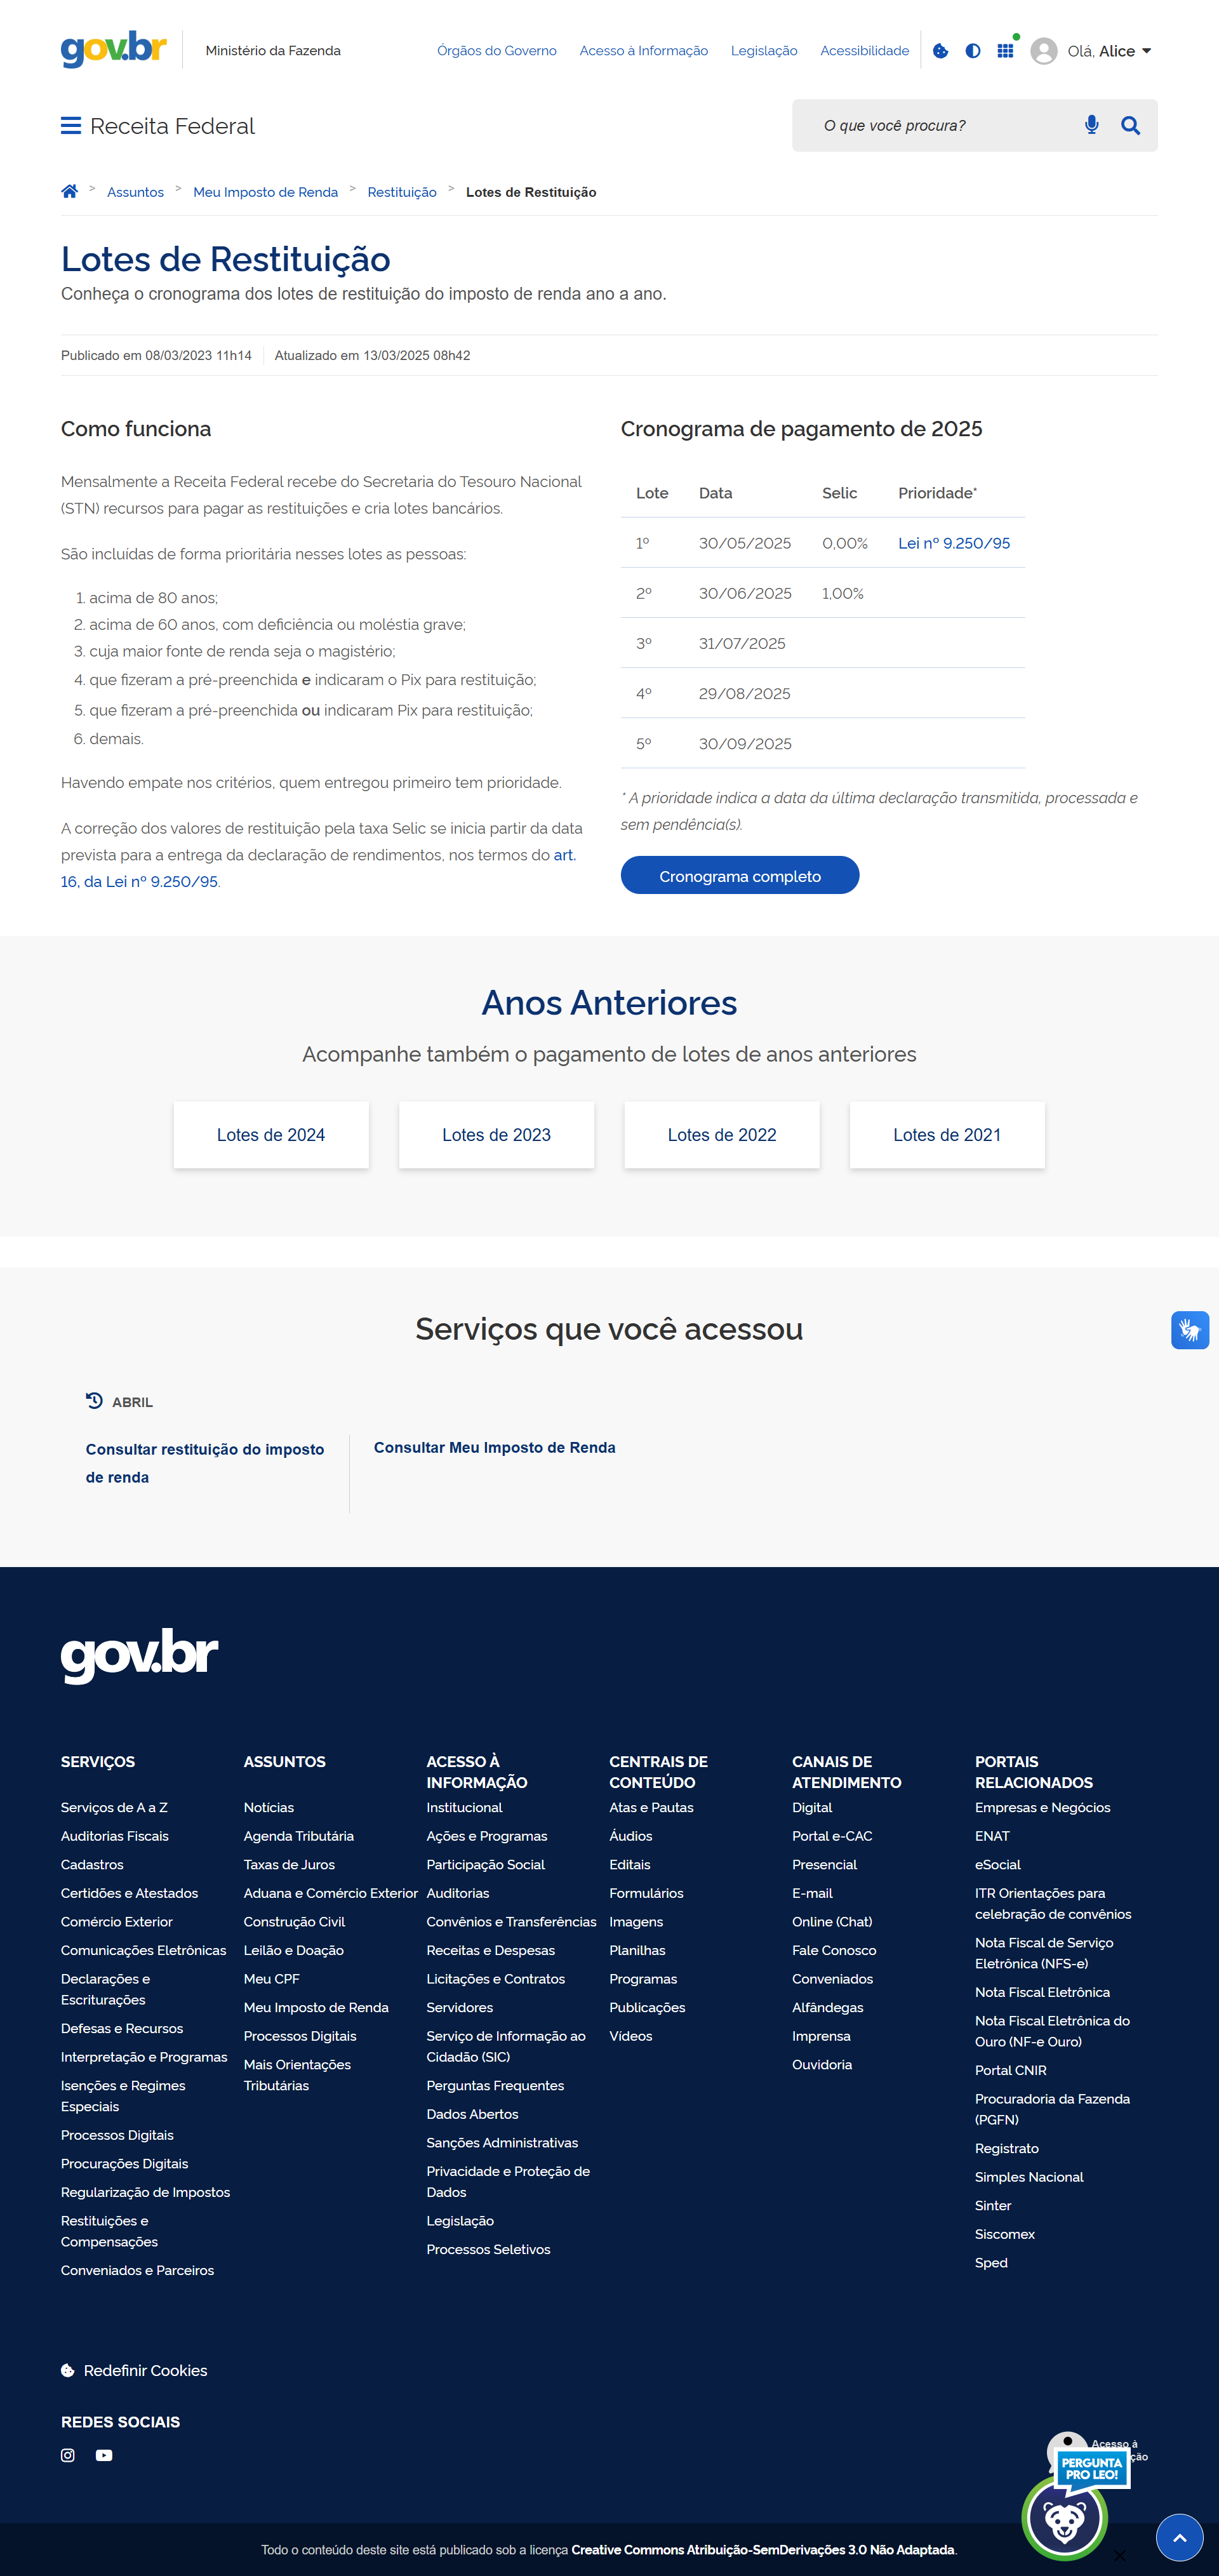 gov.br
Ministério da Fazenda
Órgãos do Governo
Acesso à Informação
Legislação
Acessibilidade
Olá, Alice
Receita Federal
O que você procura?
> Assuntos > Meu Imposto de Renda > Restituição > Lotes de Restituição
Lotes de Restituição
Conheça o cronograma dos lotes de restituição do imposto de renda ano a ano.
Publicado em 08/03/2023 11h14
Atualizado em 13/03/2025 08h42
Como funciona
Mensalmente a Receita Federal recebe do Secretaria do Tesouro Nacional
(STN) recursos para pagar as restituições e cria lotes bancários.
São incluídas de forma prioritária nesses lotes as pessoas:
1. acima de 80 anos;
2. acima de 60 anos, com deficiência ou moléstia grave;
3. cuja maior fonte de renda seja o magistério;
4. que fizeram a pré-preenchida e indicaram o Pix para restituição;
5. que fizeram a pré-preenchida ou indicaram Pix para restituição;
6. demais.
Havendo empate nos critérios, quem entregou primeiro tem prioridade.
A correção dos valores de restituição pela taxa Selic se inicia partir da data
prevista para a entrega da declaração de rendimentos, nos termos do art.
16, da Lei nº 9.250/95.
Cronograma de pagamento de 2025
Lote Data Selic Prioridade*
1º 30/05/2025 0,00% Lei nº 9.250/95
2º 30/06/2025 1,00%
3º 31/07/2025
4º 29/08/2025
5º 30/09/2025
* A prioridade indica a data da última declaração transmitida, processada e
sem pendência(s).
Cronograma completo
Anos Anteriores
Acompanhe também o pagamento de lotes de anos anteriores
Lotes de 2024
Lotes de 2023
Lotes de 2022
Lotes de 2021
Serviços que você acessou
ABRIL
Consultar restituição do imposto
de renda
Consultar Meu Imposto de Renda
gov.br
SERVIÇOS
Serviços de A a Z
Auditorias Fiscais
Cadastros
Certidões e Atestados
Comércio Exterior
Comunicações Eletrônicas
Declarações e
Escriturações
Defesas e Recursos
Interpretação e Programas
Isenções e Regimes
Especiais
Processos Digitais
Procurações Digitais
Regularização de Impostos
Restituições e
Compensações
Conveniados e Parceiros
ASSUNTOS
Notícias
Agenda Tributária
Taxas de Juros
Aduana e Comércio Exterior
Construção Civil
Leilão e Doação
Meu CPF
Meu Imposto de Renda
Processos Digitais
Mais Orientações
Tributárias
ACESSO À
INFORMAÇÃO
Institucional
Ações e Programas
Participação Social
Auditorias
Convênios e Transferências
Receitas e Despesas
Licitações e Contratos
Servidores
Serviço de Informação ao
Cidadão (SIC)
Perguntas Frequentes
Dados Abertos
Sanções Administrativas
Privacidade e Proteção de
Dados
Legislação
Processos Seletivos
CENTRAIS DE
CONTEÚDO
Atas e Pautas
Áudios
Editais
Formulários
Imagens
Planilhas
Programas
Publicações
Vídeos
CANAIS DE
ATENDIMENTO
Digital
Portal e-CAC
Presencial
E-mail
Online (Chat)
Fale Conosco
Conveniados
Alfândegas
Imprensa
Ouvidoria
PORTAIS
RELACIONADOS
Empresas e Negócios
ENAT
eSocial
ITR Orientações para
celebração de convênios
Nota Fiscal de Serviço
Eletrônica (NFS-e)
Nota Fiscal Eletrônica
Nota Fiscal Eletrônica do
Ouro (NF-e Ouro)
Portal CNIR
Procuradoria da Fazenda
(PGFN)
Registrato
Simples Nacional
Sinter
Siscomex
Sped
Redefinir Cookies
REDES SOCIAIS
Acesso à
PERGUNTA
PRO LEO!
Todo o conteúdo deste site está publicado sob a licença Creative Commons Atribuição-SemDerivações 3.0 Não Adaptada.